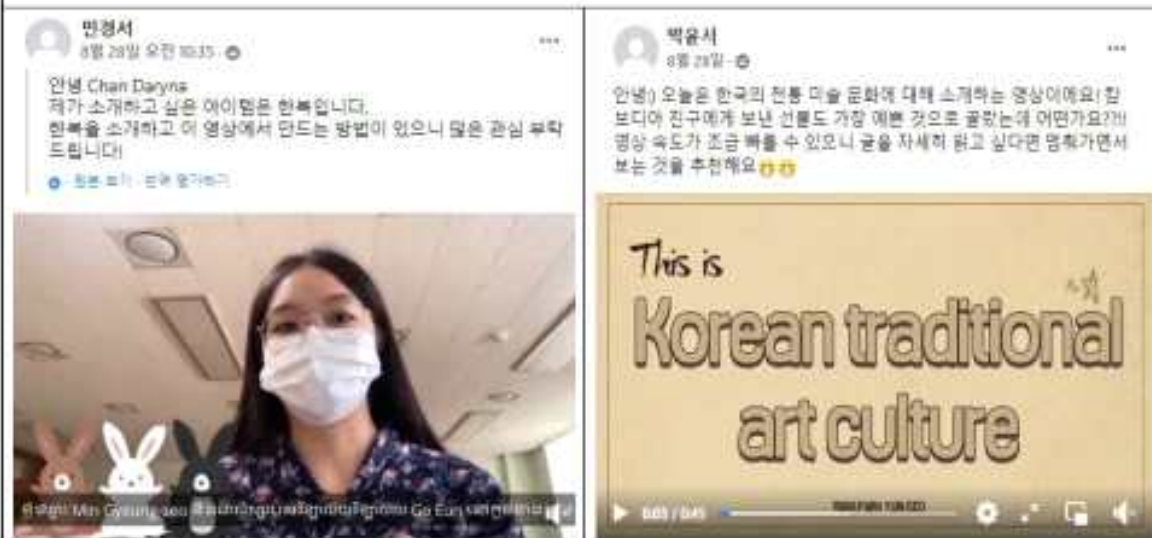 민경서
8월 28일 오전 10:35
안녕 Chan Daryna
제가 소개하고 싶은 아이템은 한복입니다.
한복을 소개하고 이 영상에서 만드는 방법이 있으니 많은 관심 부탁
드립니다!
원본 보기 · 번역 평가하기
Min Gyeung-seo Go Eun
박윤서
8월 28일
안녕:) 오늘은 한국의 전통 미술 문화에 대해 소개하는 영상이에요! 캄
보디아 친구에게 보낸 선물도 가장 예쁜 것으로 골랐는데 어떤가요??!!
영상 속도가 조금 빠를 수 있으니 글을 자세히 읽고 싶다면 멈춰가면서
보는 것을 추천해요
This is
Korean traditional
art culture
0:05 / 0:45